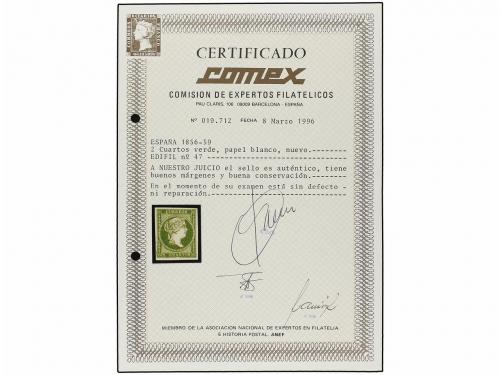 CERTIFICADO
comex
COMISION DE EXPERTOS FILATELICOS
PAU CLARIS, 106 08009 BARCELONA - ESPAÑA
Nº 019.712 FECHA 8 Marzo 1996
ESPAÑA 1856-59
2 Cuartos verde, papel blanco, nuevo.
EDIFIL nº 47
A NUESTRO JUICIO el sello es auténtico, tiene
buenos márgenes y buena conservación.
En el momento de su examen está sin defecto -
ni reparación.
CORREOS
MIEMBRO DE LA ASOCIACION NACIONAL DE EXPERTOS EN FILATELIA
E HISTORIA POSTAL. ANEF